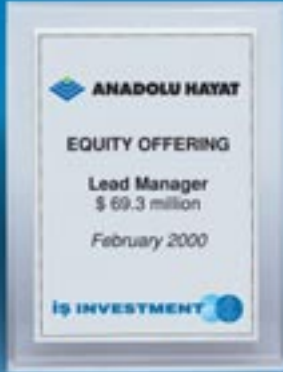 ANADOLU HAYAT
EQUITY OFFERING
Lead Manager
$ 69.3 million
February 2000
İŞ INVESTMENT